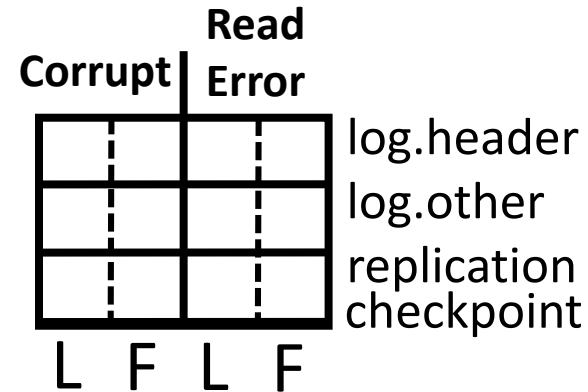 Corrupt
Read
Error
log.header
log.other
replication
checkpoint
L F L F